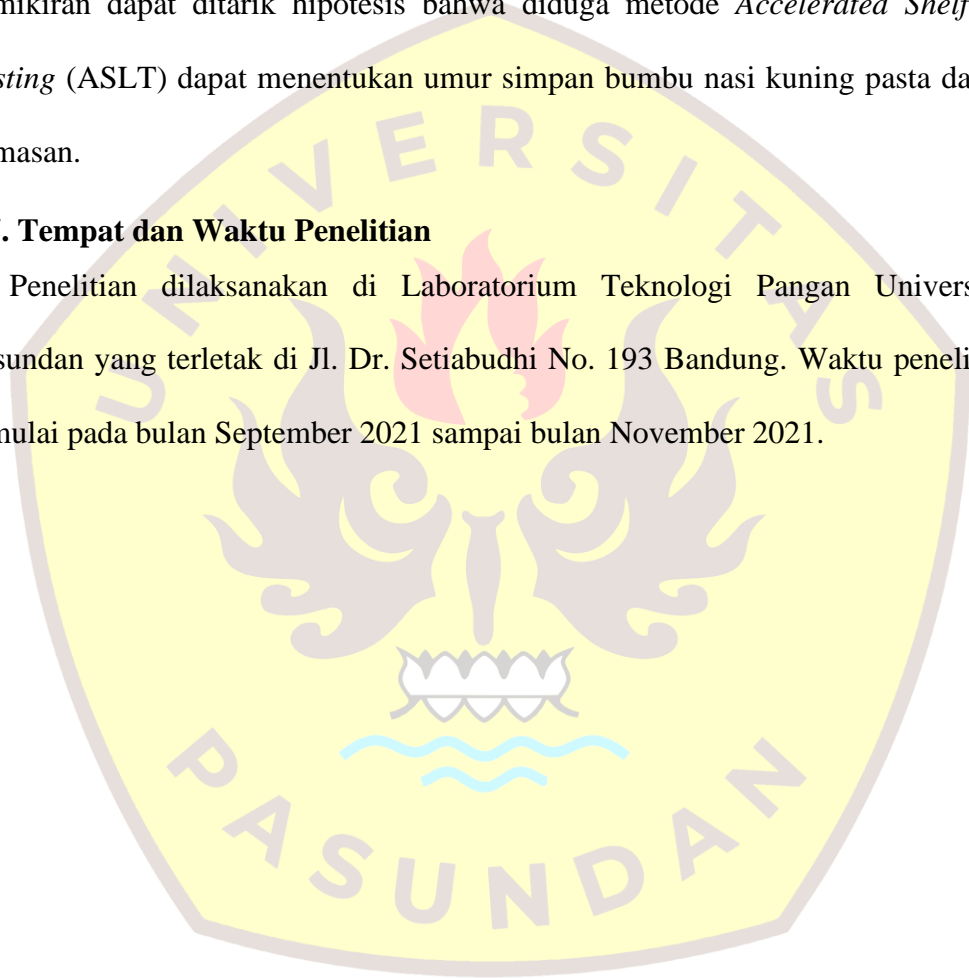 mikiran dapat ditarik hipotesis bahwa diduga metode Accelerated Shelf
sting (ASLT) dapat menentukan umur simpan bumbu nasi kuning pasta da
masan.
. Tempat dan Waktu Penelitian
Penelitian dilaksanakan di Laboratorium Teknologi Pangan Univers
sundan yang terletak di Jl. Dr. Setiabudhi No. 193 Bandung. Waktu peneli
mulai pada bulan September 2021 sampai bulan November 2021.
UNIVERSITAS
PASUNDAN